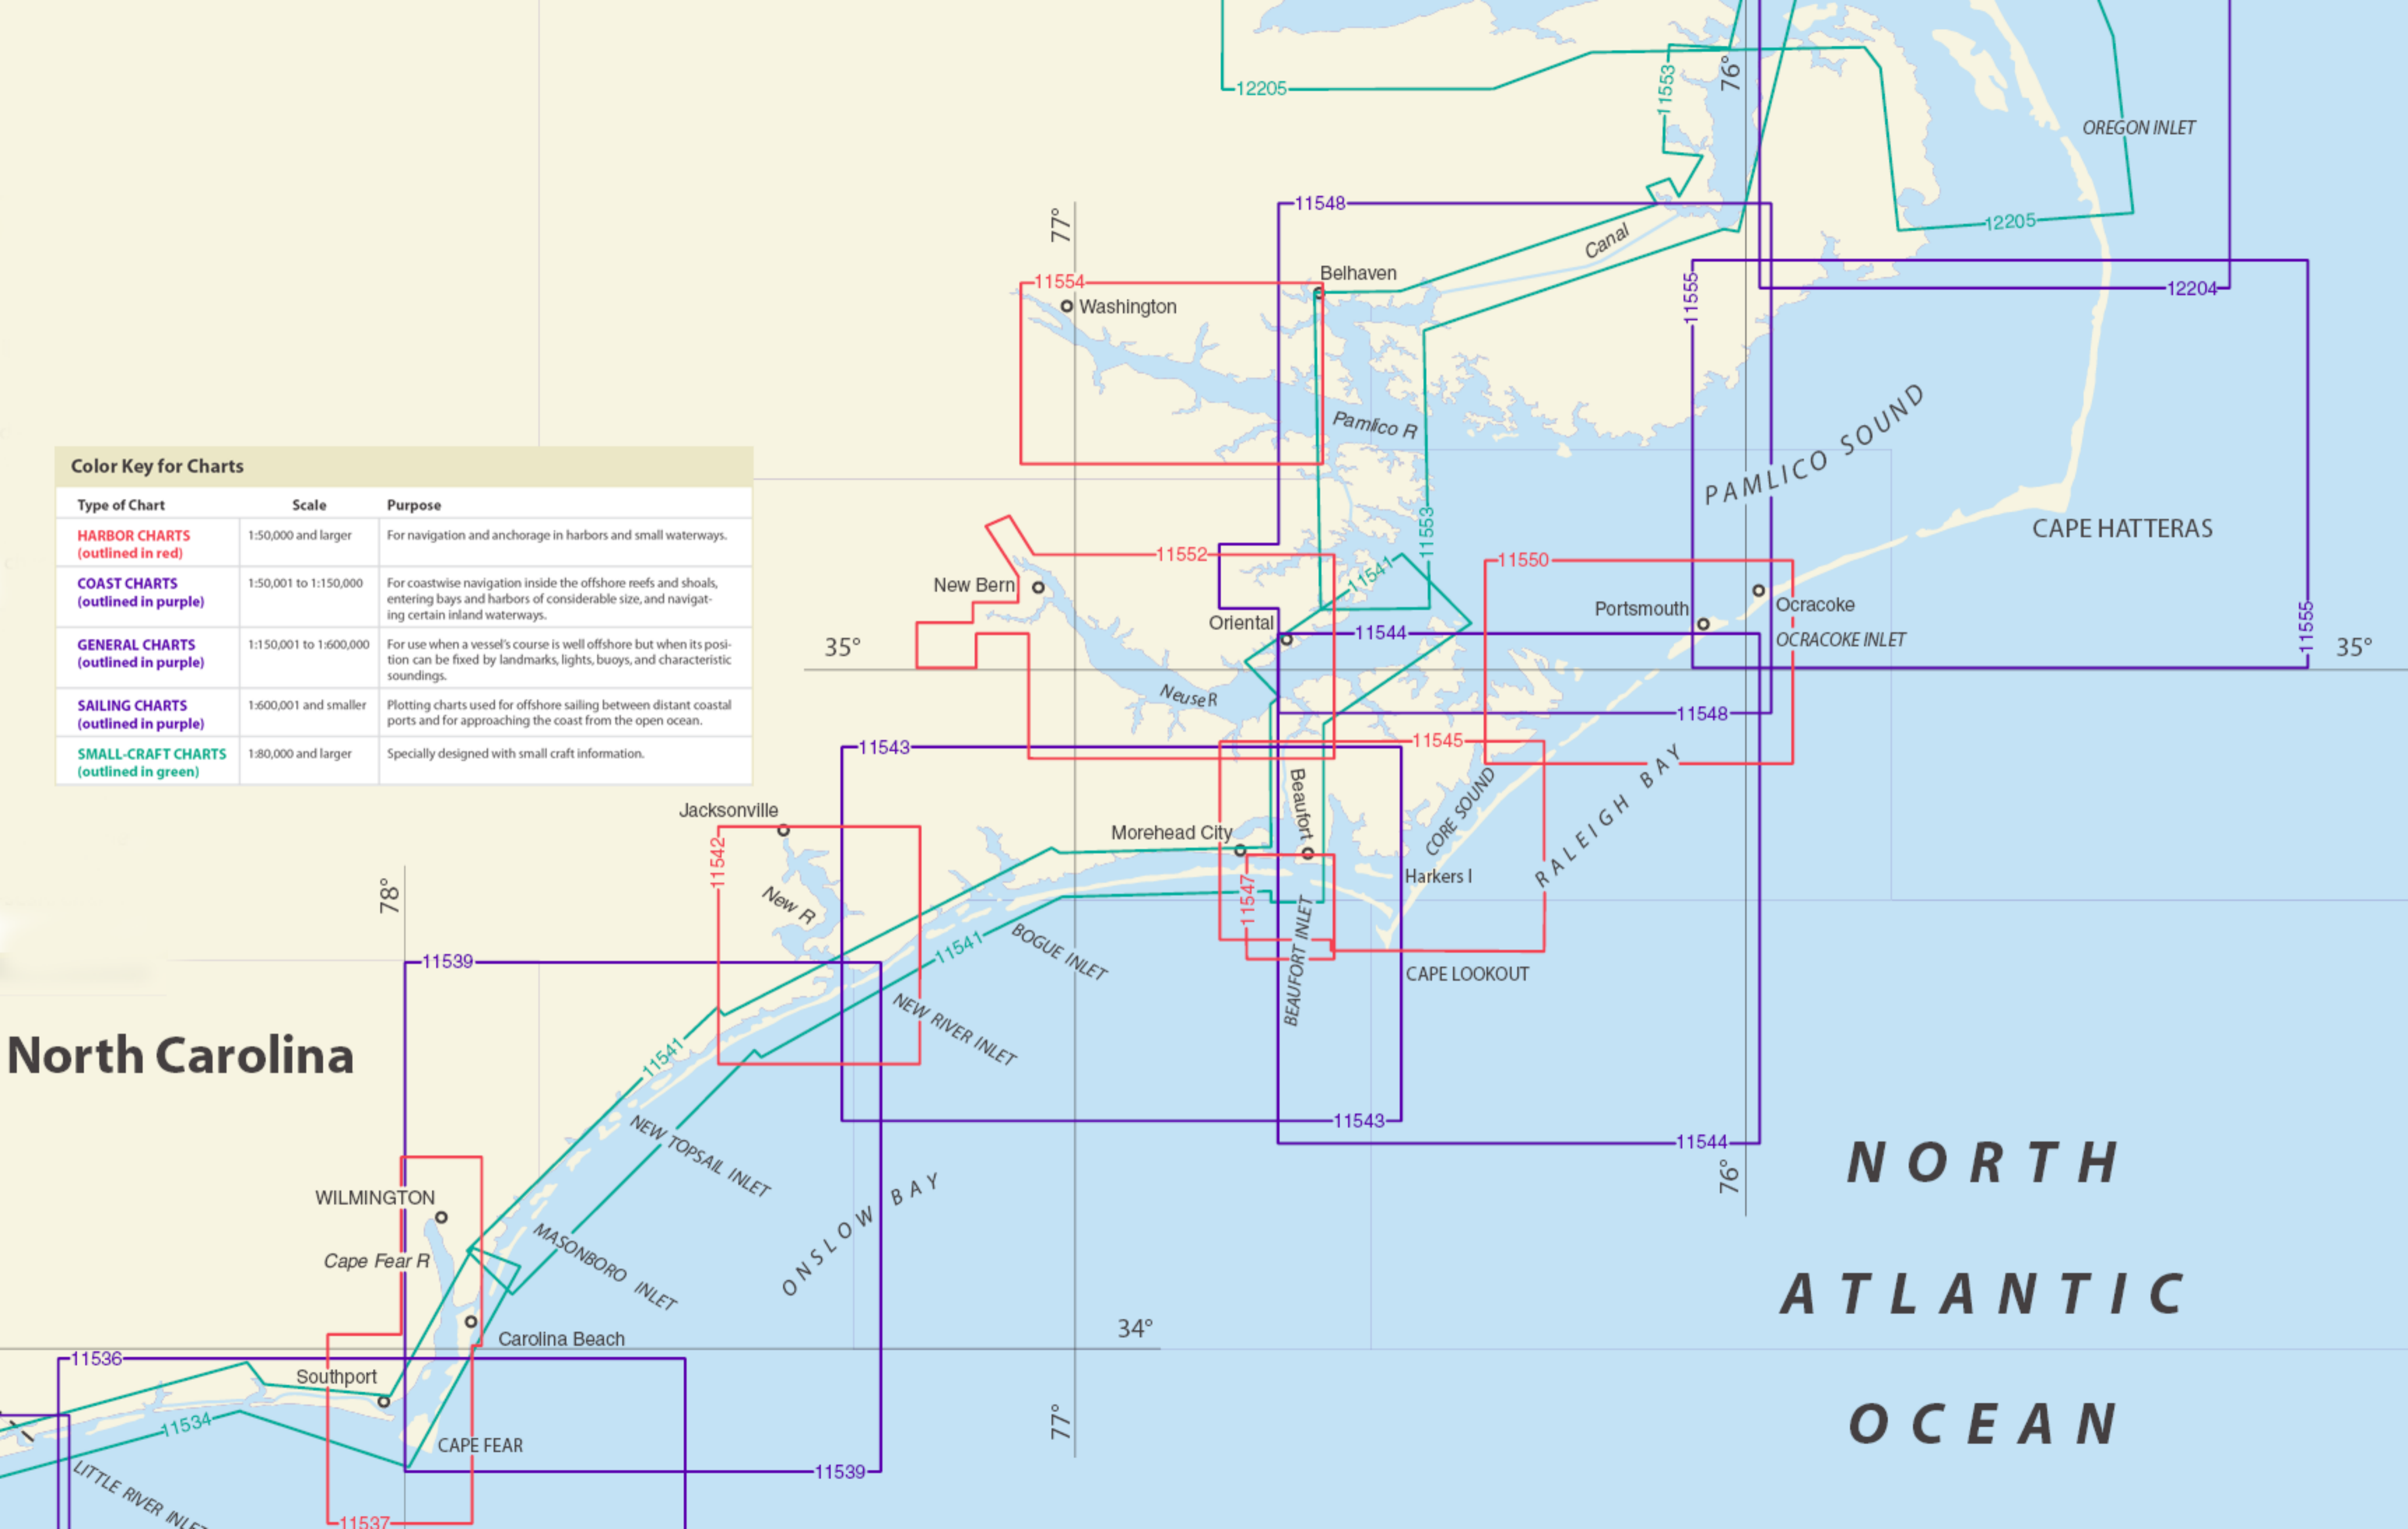 12205
11553
76°
OREGON INLET
12205
11548
77°
Canal
Belhaven
11554
Washington
11555
12204
Pamlico R
PAMLICO SOUND
Color Key for Charts
Type of Chart Scale Purpose
HARBOR CHARTS
(outlined in red)
1:50,000 and larger
For navigation and anchorage in harbors and small waterways.
COAST CHARTS
(outlined in purple)
1:50,001 to 1:150,000
For coastwise navigation inside the offshore reefs and shoals,
entering bays and harbors of considerable size, and navigat-
ing certain inland waterways.
GENERAL CHARTS
(outlined in purple)
1:150,001 to 1:600,000
For use when a vessel's course is well offshore but when its posi-
tion can be fixed by landmarks, lights, buoys, and characteristic
soundings.
SAILING CHARTS
(outlined in purple)
1:600,001 and smaller
Plotting charts used for offshore sailing between distant coastal
ports and for approaching the coast from the open ocean.
SMALL-CRAFT CHARTS
(outlined in green)
1:80,000 and larger
Specially designed with small craft information.
CAPE HATTERAS
11553
11552
11541
11550
New Bern
Portsmouth
Ocracoke
Oriental
11544
OCRACOKE INLET
11555
35°
35°
Neuse R
11548
11543
11545
Beaufort
CORE SOUND
RALEIGH BAY
Jacksonville
Morehead City
11542
New R
Harkers I
11547
78°
BOGUE INLET
11541
BEAUFORT INLET
CAPE LOOKOUT
11539
NEW RIVER INLET
North Carolina
11541
11543
11544
NEW TOPSAIL INLET
76°
NORTH
ONSLOW BAY
WILMINGTON
Cape Fear R
MASONBORO INLET
ATLANTIC
34°
Carolina Beach
11536
Southport
77°
11534
OCEAN
CAPE FEAR
11539
LITTLE RIVER INLET
11537